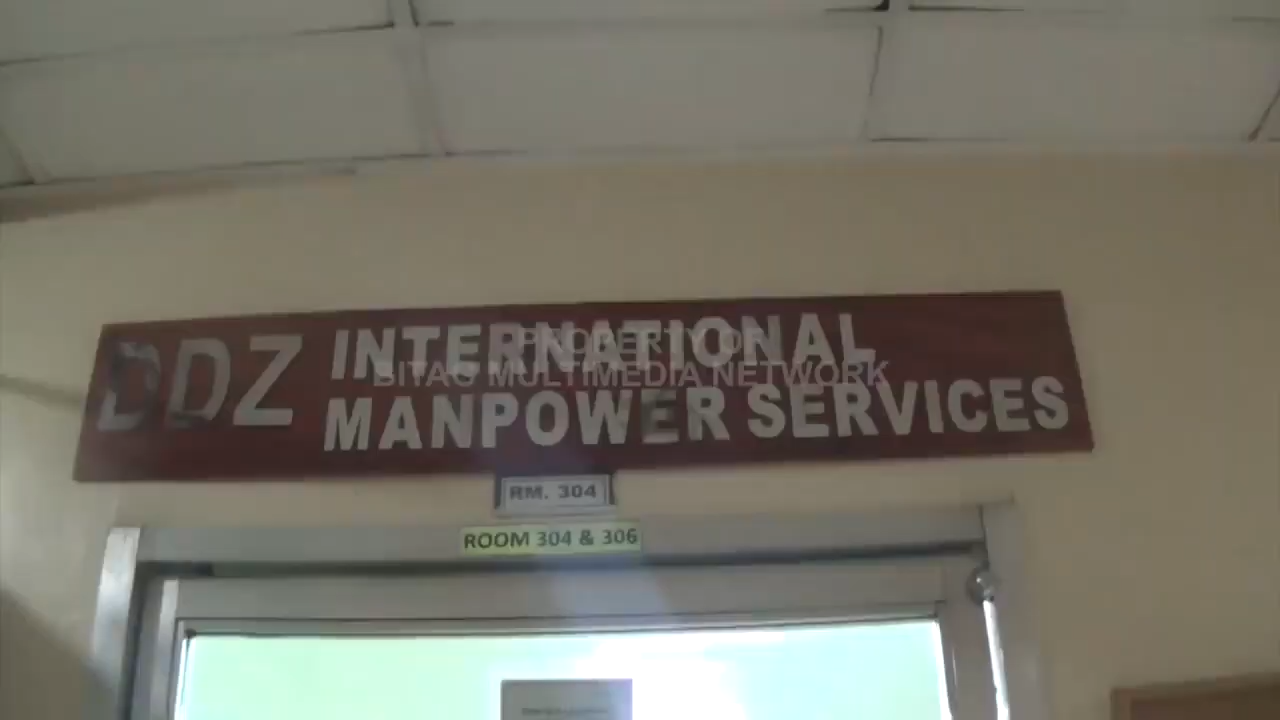 DDZ INTERNATIONAL
MANPOWER SERVICES
PROPERTY OF
BITAG MULTIMEDIA NETWORK
RM. 304
ROOM 304 & 306